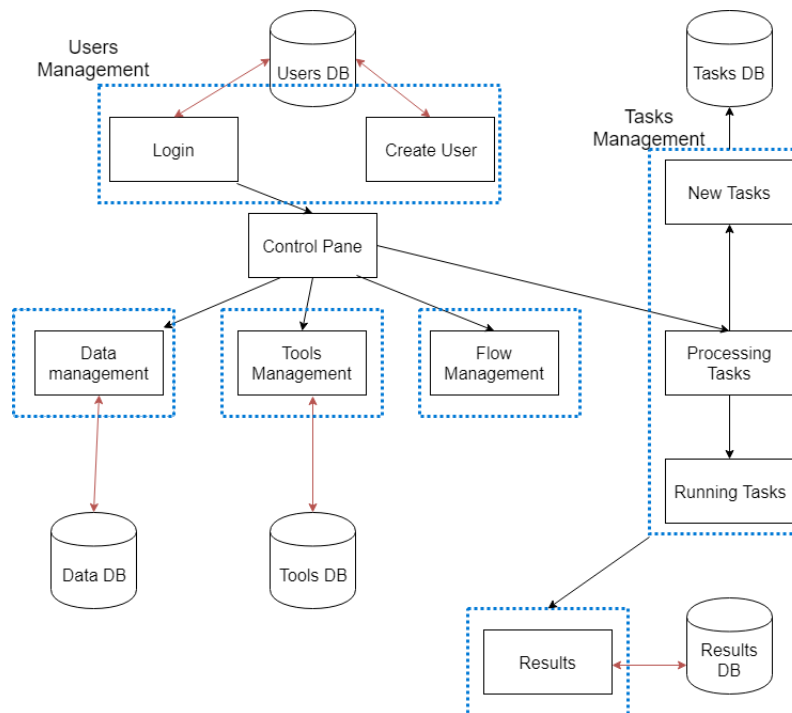 Users
Management
Users DB
Tasks DB
Tasks
Management
Login
Create User
New Tasks
Control Pane
Data
management
Tools
Management
Flow
Management
Processing
Tasks
Running Tasks
Data DB
Tools DB
Results
Results
DB